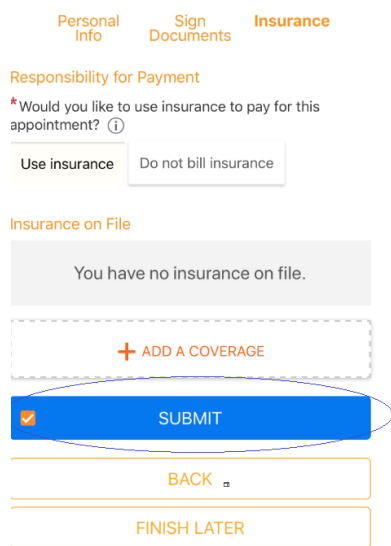 Personal Info
Sign Documents
Insurance
Responsibility for Payment
*Would you like to use insurance to pay for this
appointment? (i)
Use insurance
Do not bill insurance
Insurance on File
You have no insurance on file.
+ ADD A COVERAGE
SUBMIT
BACK
FINISH LATER